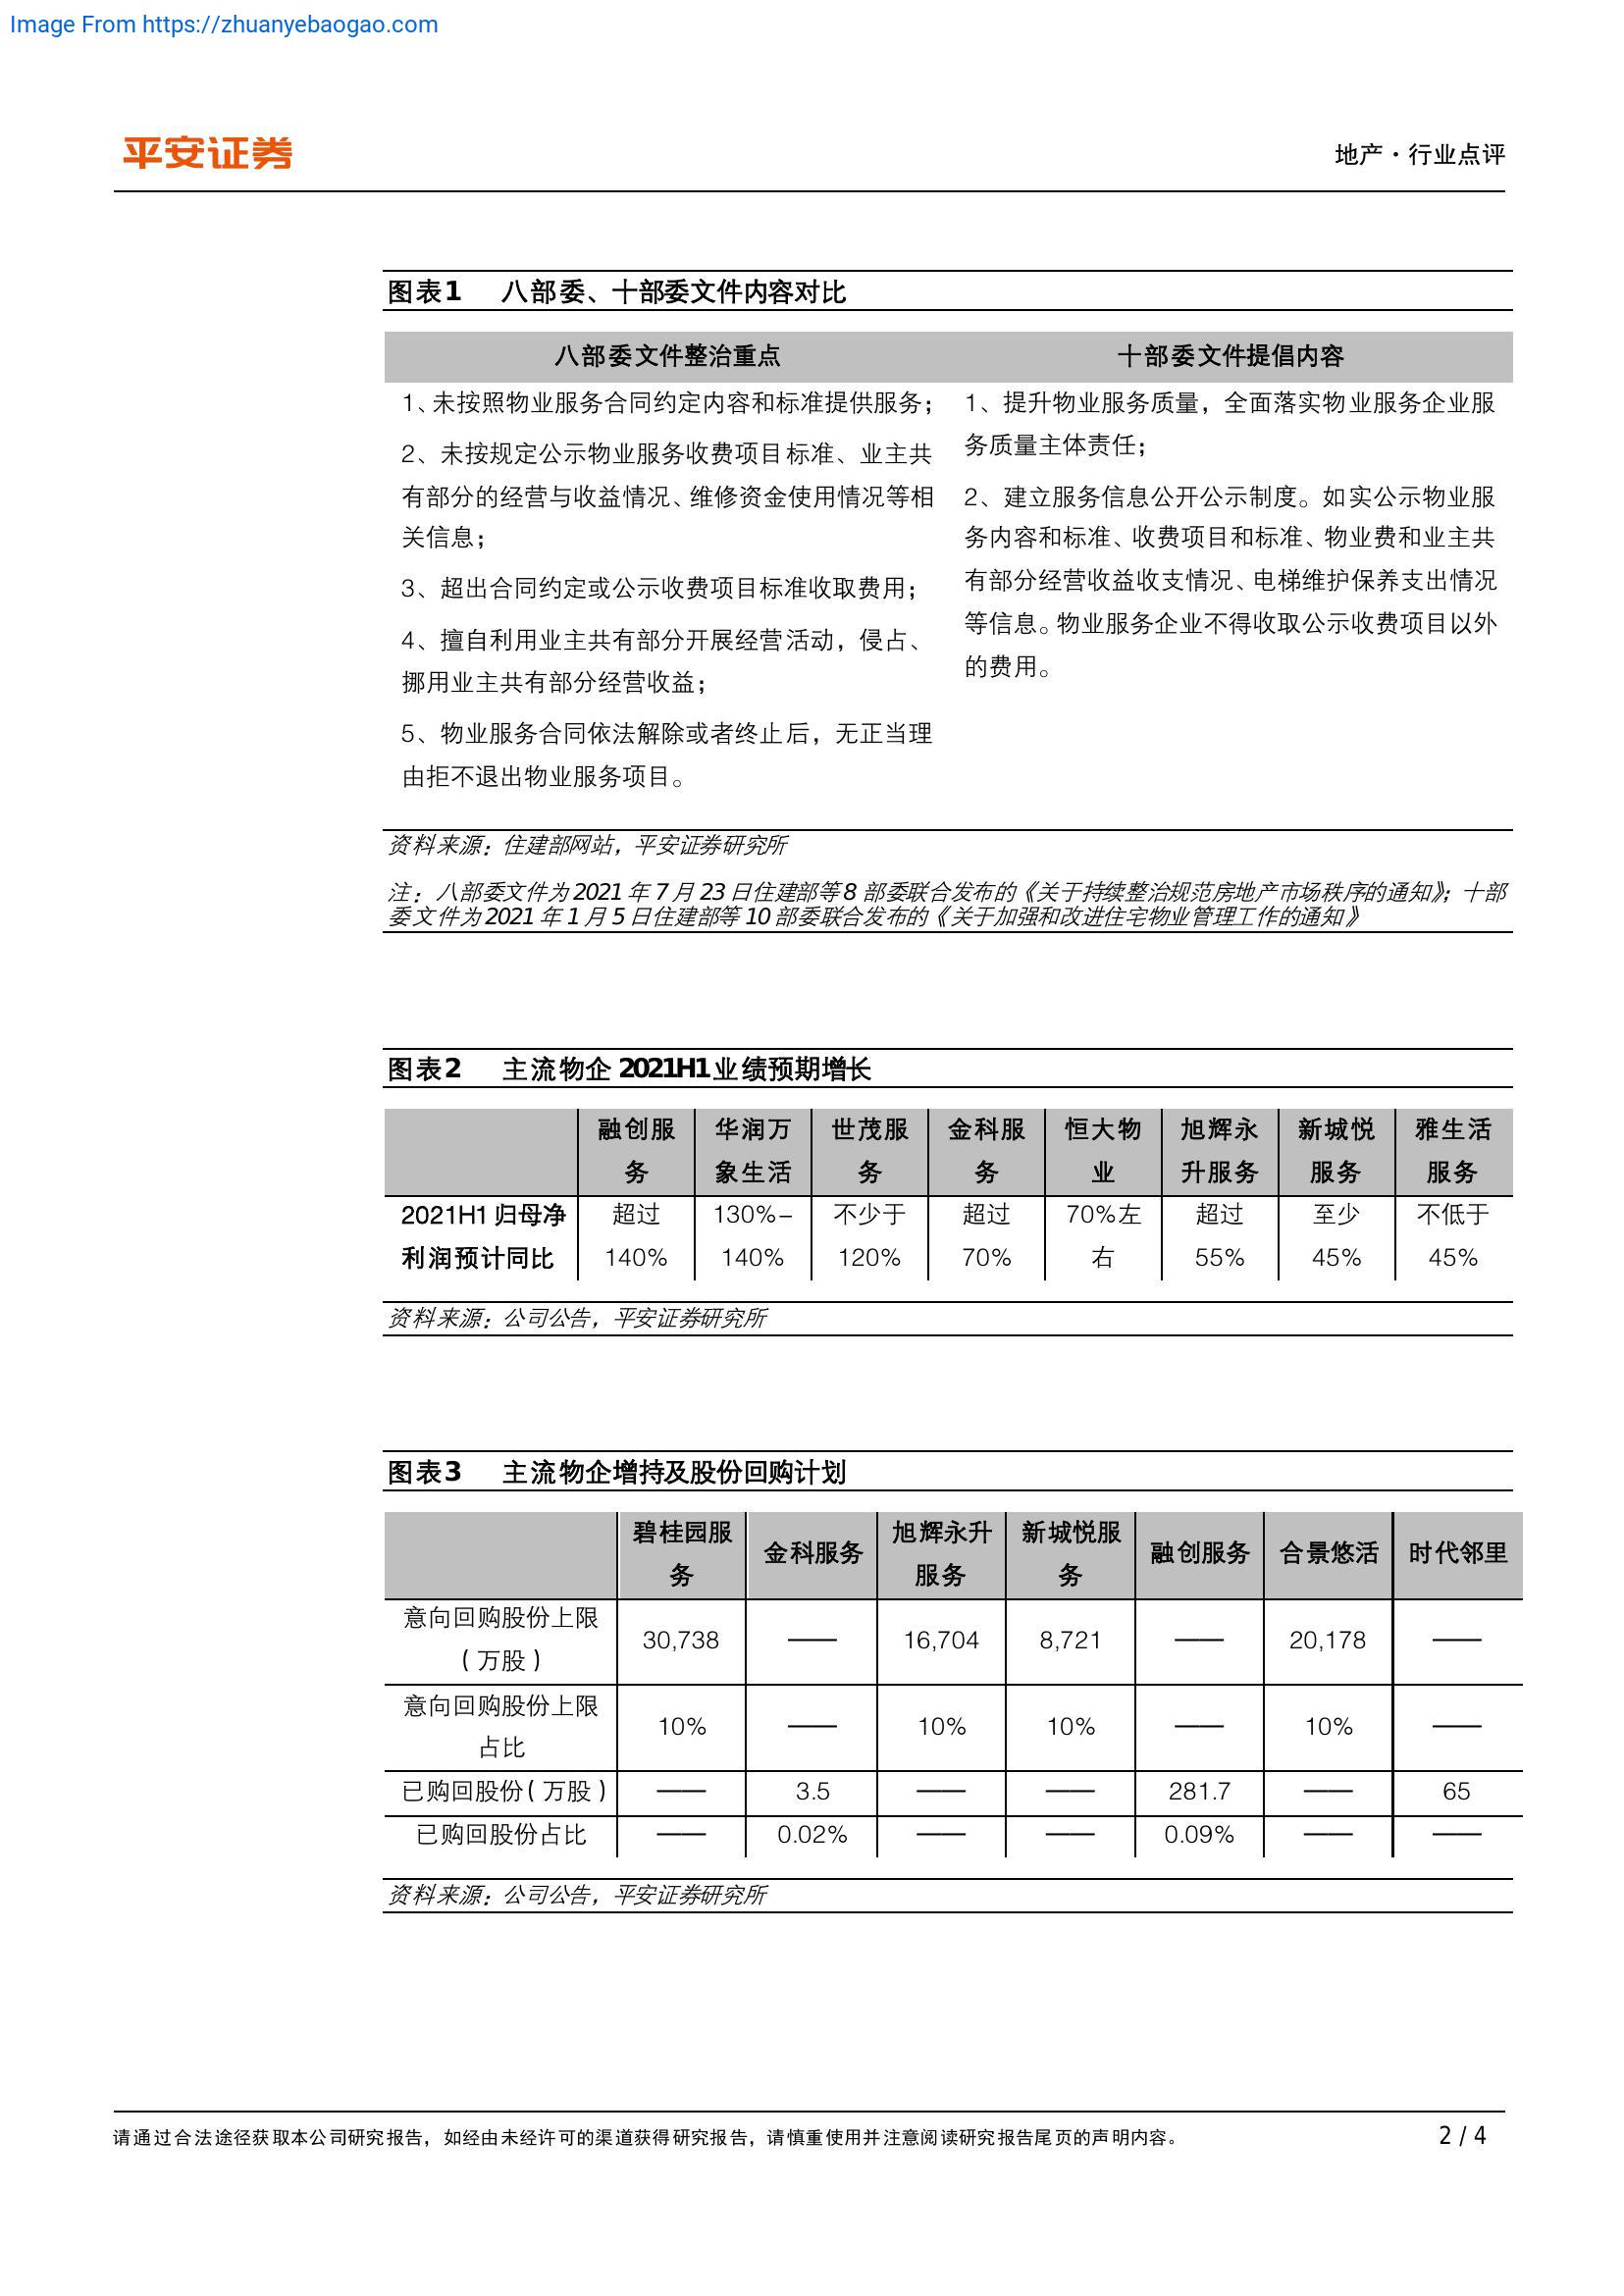 Image From https://zhuanyebaogao.com
平安证券
地产·行业点评
图表1 八部委、十部委文件内容对比
八部委文件整治重点 十部委文件提倡内容
1、未按照物业服务合同约定内容和标准提供服务；
2、未按规定公示物业服务收费项目标准、业主共
有部分的经营与收益情况、维修资金使用情况等相
关信息；
3、超出合同约定或公示收费项目标准收取费用；
4、擅自利用业主共有部分开展经营活动，侵占、
挪用业主共有部分经营收益；
5、物业服务合同依法解除或者终止后，无正当理
由拒不退出物业服务项目。
1、提升物业服务质量，全面落实物业服务企业服
务质量主体责任；
2、建立服务信息公开公示制度。如实公示物业服
务内容和标准、收费项目和标准、物业费和业主共
有部分经营收益收支情况、电梯维护保养支出情况
等信息。物业服务企业不得收取公示收费项目以外
的费用。
资料来源：住建部网站，平安证券研究所
注：八部委文件为2021年7月23日住建部等8部委联合发布的《关于持续整治规范房地产市场秩序的通知》；十部
委文件为2021年1月5日住建部等10部委联合发布的《关于加强和改进住宅物业管理工作的通知》
图表2 主流物企2021H1业绩预期增长
融创服 华润万 世茂服 金科服 恒大物 旭辉永 新城悦 雅生活
务 象生活 务 务 业 升服务 服务 服务
2021H1归母净 超过 130%- 不少于 超过 70%左 超过 至少 不低于
利润预计同比 140% 140% 120% 70% 右 55% 45% 45%
资料来源：公司公告，平安证券研究所
图表3 主流物企增持及股份回购计划
碧桂园服
务
金科服务
旭辉永升
服务
新城悦服
务
融创服务
合景悠活
时代邻里
意向回购股份上限
（万股）
30,738 —— 16,704 8,721 —— 20,178 ——
意向回购股份上限
占比
10% —— 10% 10% —— 10% ——
已购回股份（万股） —— 3.5 —— —— 281.7 —— 65
已购回股份占比 —— 0.02% —— —— 0.09% —— ——
资料来源：公司公告，平安证券研究所
请通过合法途径获取本公司研究报告，如经由未经许可的渠道获得研究报告，请慎重使用并注意阅读研究报告尾页的声明内容。
2 / 4